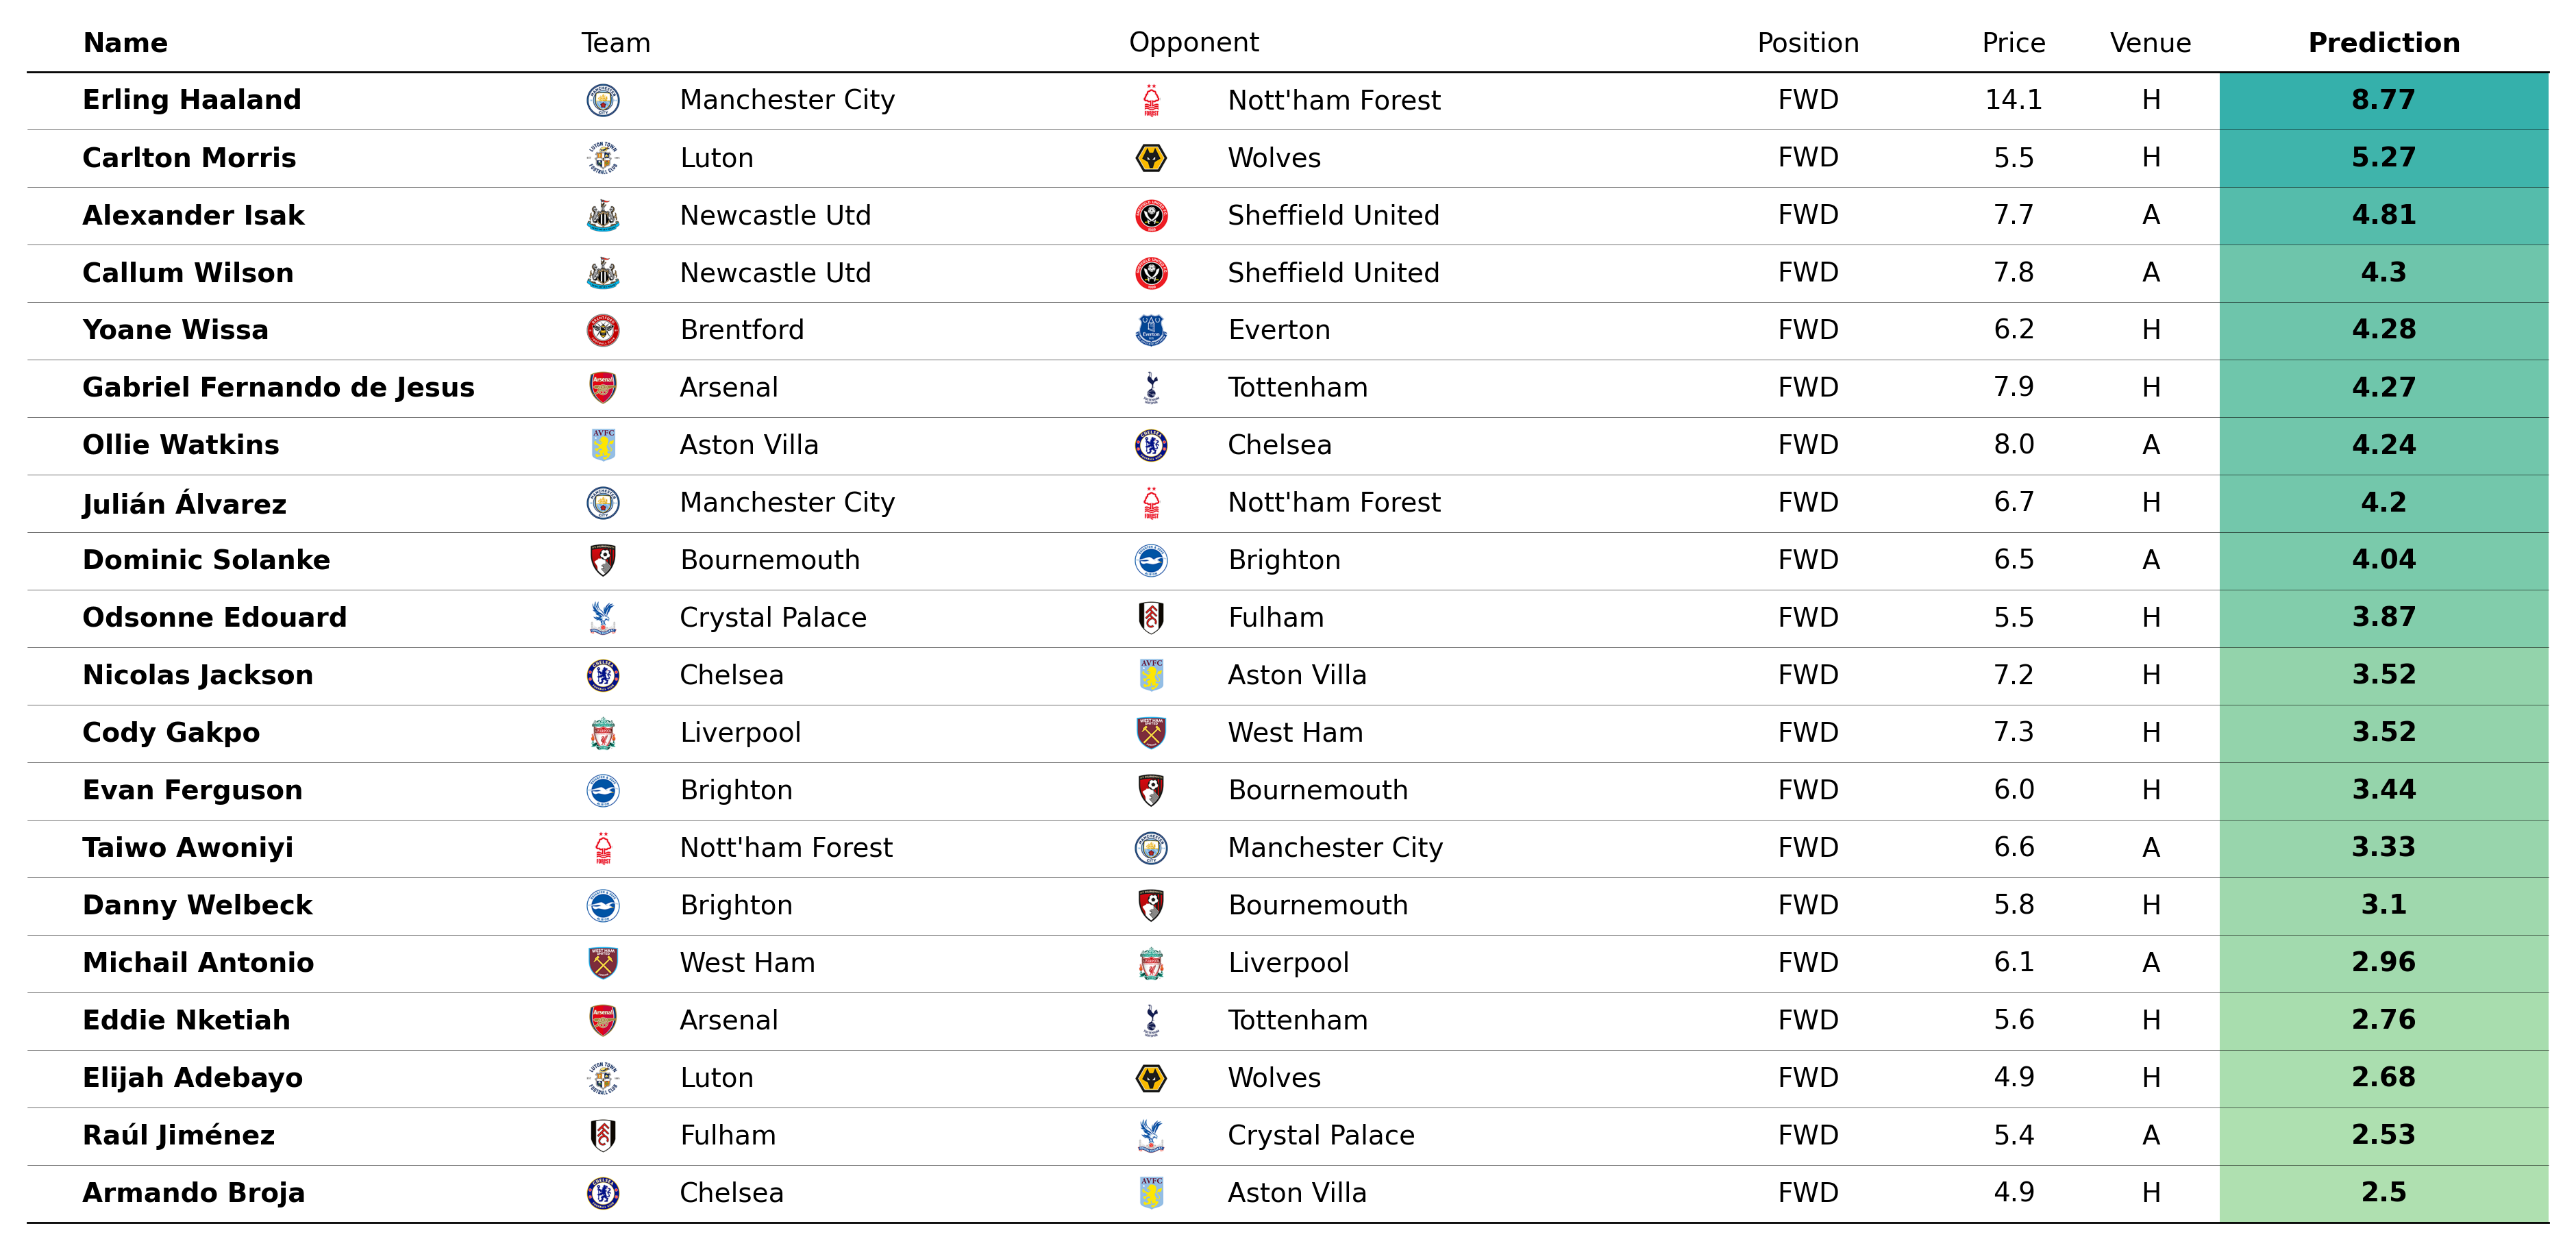 Name Team Opponent Position Price Venue Prediction
Erling Haaland Manchester City Nott'ham Forest FWD 14.1 H 8.77
Carlton Morris Luton Wolves FWD 5.5 H 5.27
Alexander Isak Newcastle Utd Sheffield United FWD 7.7 A 4.81
Callum Wilson Newcastle Utd Sheffield United FWD 7.8 A 4.3
Yoane Wissa Brentford Everton FWD 6.2 H 4.28
Gabriel Fernando de Jesus Arsenal Tottenham FWD 7.9 H 4.27
Ollie Watkins Aston Villa Chelsea FWD 8.0 A 4.24
Julián Álvarez Manchester City Nott'ham Forest FWD 6.7 H 4.2
Dominic Solanke Bournemouth Brighton FWD 6.5 A 4.04
Odsonne Edouard Crystal Palace Fulham FWD 5.5 H 3.87
Nicolas Jackson Chelsea Aston Villa FWD 7.2 H 3.52
Cody Gakpo Liverpool West Ham FWD 7.3 H 3.52
Evan Ferguson Brighton Bournemouth FWD 6.0 H 3.44
Taiwo Awoniyi Nott'ham Forest Manchester City FWD 6.6 A 3.33
Danny Welbeck Brighton Bournemouth FWD 5.8 H 3.1
Michail Antonio West Ham Liverpool FWD 6.1 A 2.96
Eddie Nketiah Arsenal Tottenham FWD 5.6 H 2.76
Elijah Adebayo Luton Wolves FWD 4.9 H 2.68
Raúl Jiménez Fulham Crystal Palace FWD 5.4 A 2.53
Armando Broja Chelsea Aston Villa FWD 4.9 H 2.5